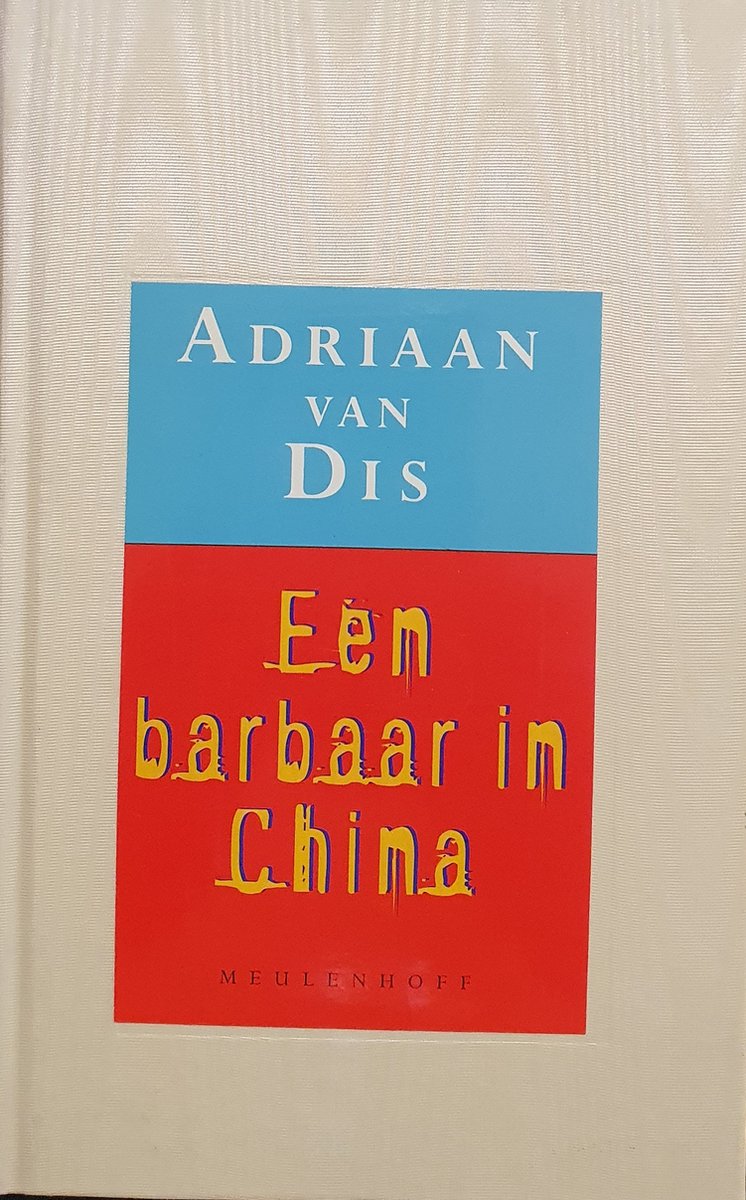 ADRIAAN
VAN
DIS
Een
barbaar in
China
MEULENHOFF